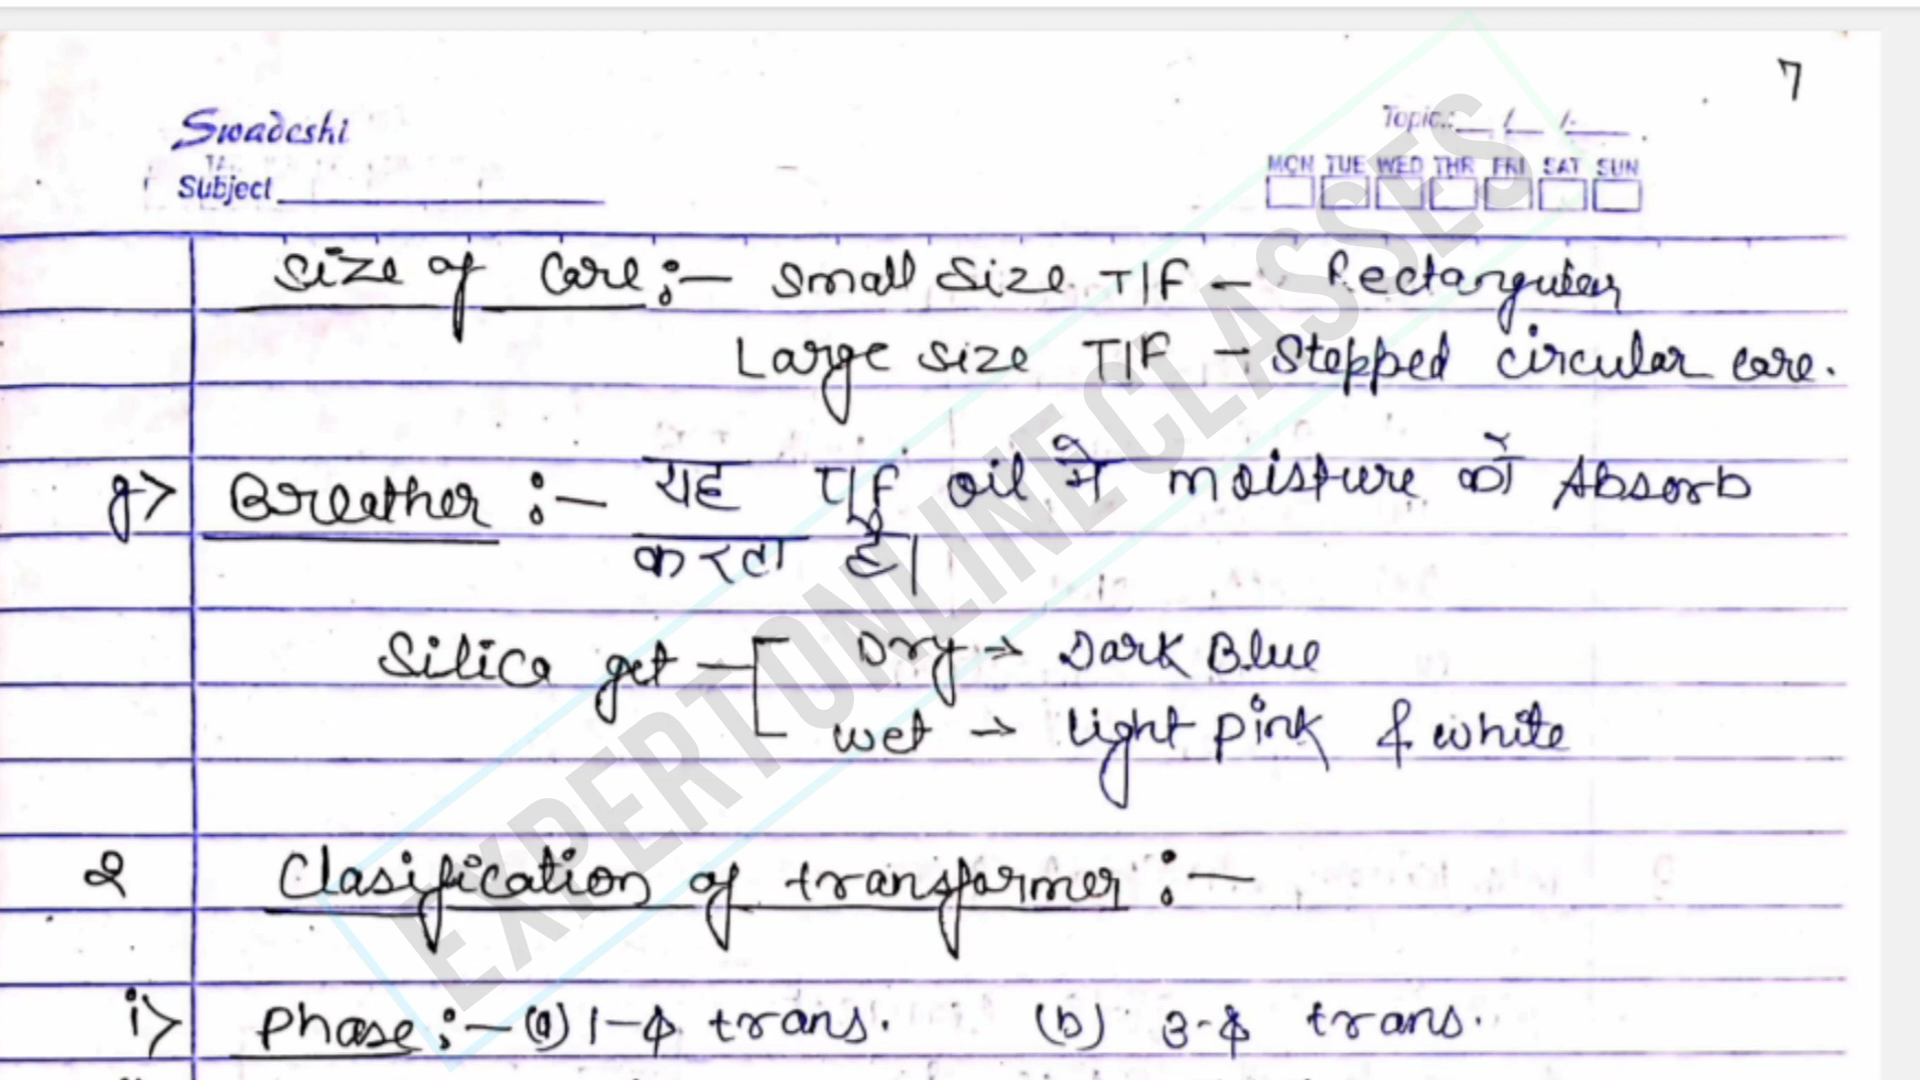 7
Swadeshi
Subject
Topic.: / /
MON TUE WED THR FRI SAT SUN
Size of Core :- Small Size T/F - Rectangular
Large size T/F - Stepped circular core.
g> Breather :- यह T/F oil में moisture को Absorb
करता है।
Silica get - Dry → Dark Blue
wet → light pink & white
2 Clasification of transformer :-
i> Phase :- (a) 1-ϕ trans. (b) 3-ϕ trans.
EXPERTONLINECLASSES